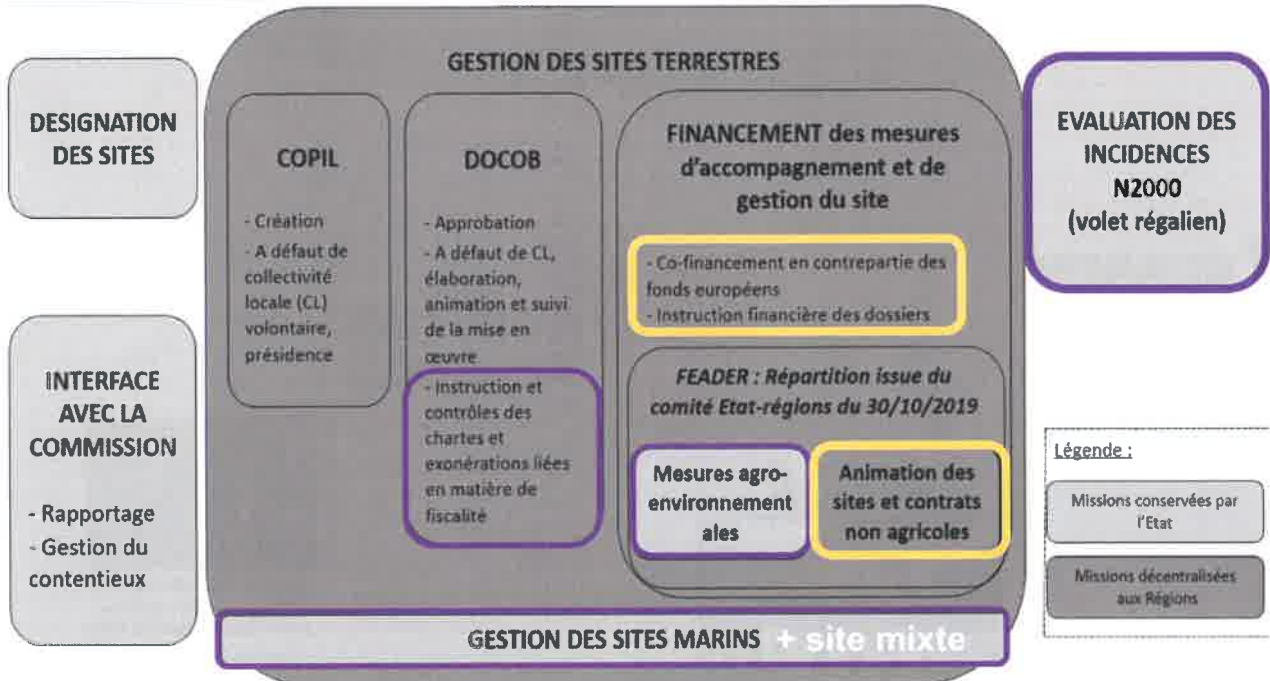 GESTION DES SITES TERRESTRES
DESIGNATION
DES SITES
INTERFACE
AVEC LA
COMMISSION
- Rapportage
- Gestion du
contentieux
COPIL
- Création
- A défaut de
collectivité
locale (CL)
volontaire,
présidence
DOCOB
- Approbation
- A défaut de CL,
élaboration,
animation et suivi
de la mise en
œuvre
- Instruction et
contrôles des
chartes et
exonérations liées
en matière de
fiscalité
FINANCEMENT des mesures
d'accompagnement et de
gestion du site
- Co-financement en contrepartie des
fonds européens
- Instruction financière des dossiers
FEADER : Répartition issue du
comité Etat-régions du 30/10/2019
Mesures agro-
environnement
ales
Animation des
sites et contrats
non agricoles
GESTION DES SITES MARINS + site mixte
EVALUATION DES
INCIDENCES
N2000
(volet régalien)
Légende :
Missions conservées par
l'Etat
Missions décentralisées
aux Régions